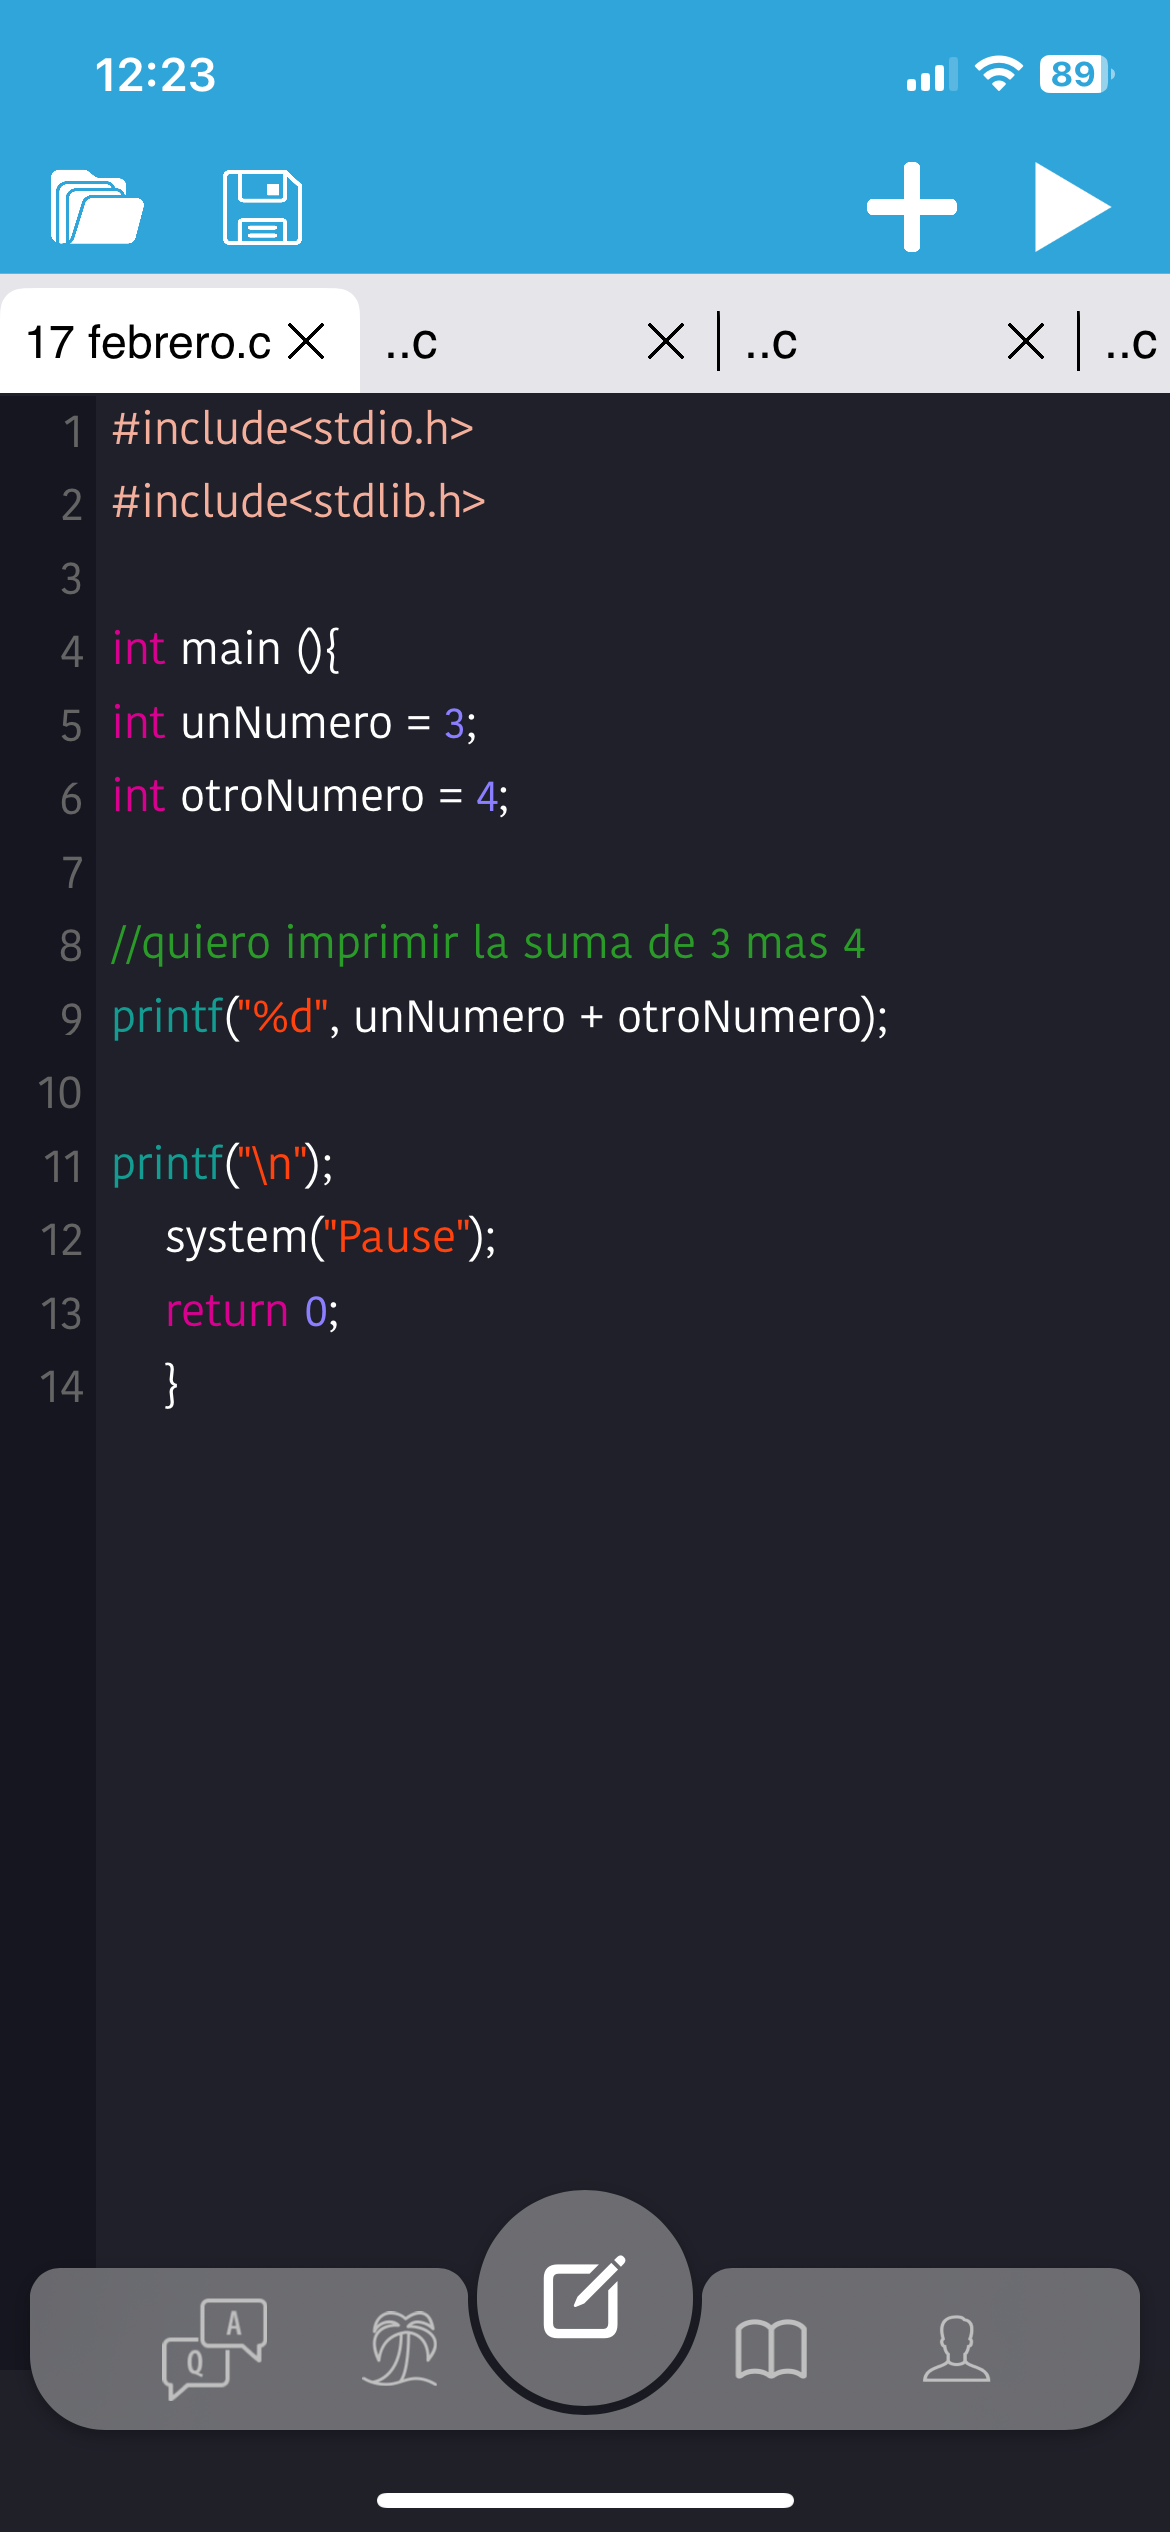 12:23
89
17 febrero.c
..c
..c
..c
1 #include<stdio.h>
2 #include<stdlib.h>
3
4 int main (){
5 int unNumero = 3;
6 int otroNumero = 4;
7
8 //quiero imprimir la suma de 3 mas 4
9 printf("%d", unNumero + otroNumero);
10
11 printf("\n");
12 system("Pause");
13 return 0;
14 }
A
Q